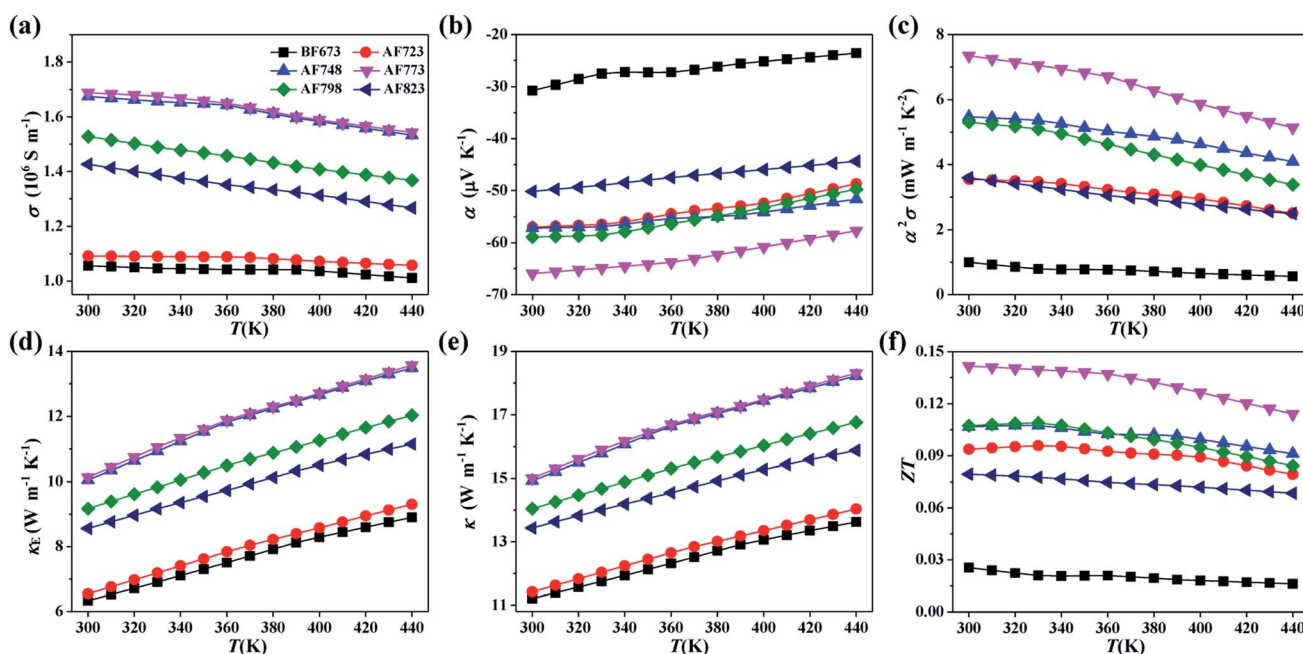 (a)
1.8
1.6
1.4
1.2
1.0
σ (10⁶ S m⁻¹)
BF673 AF723
AF748 AF773
AF798 AF823
300 320 340 360 380 400 420 440
T(K)
(b)
-20
-30
-40
-50
-60
-70
α (μV K⁻¹)
300 320 340 360 380 400 420 440
T(K)
(c)
8
6
4
2
0
α²σ (mW m⁻¹ K⁻²)
300 320 340 360 380 400 420 440
T(K)
(d)
14
12
10
8
6
κE (W m⁻¹ K⁻¹)
300 320 340 360 380 400 420 440
T(K)
(e)
19
17
15
13
11
κ (W m⁻¹ K⁻¹)
300 320 340 360 380 400 420 440
T(K)
(f)
0.15
0.12
0.09
0.06
0.03
0.00
ZT
300 320 340 360 380 400 420 440
T(K)